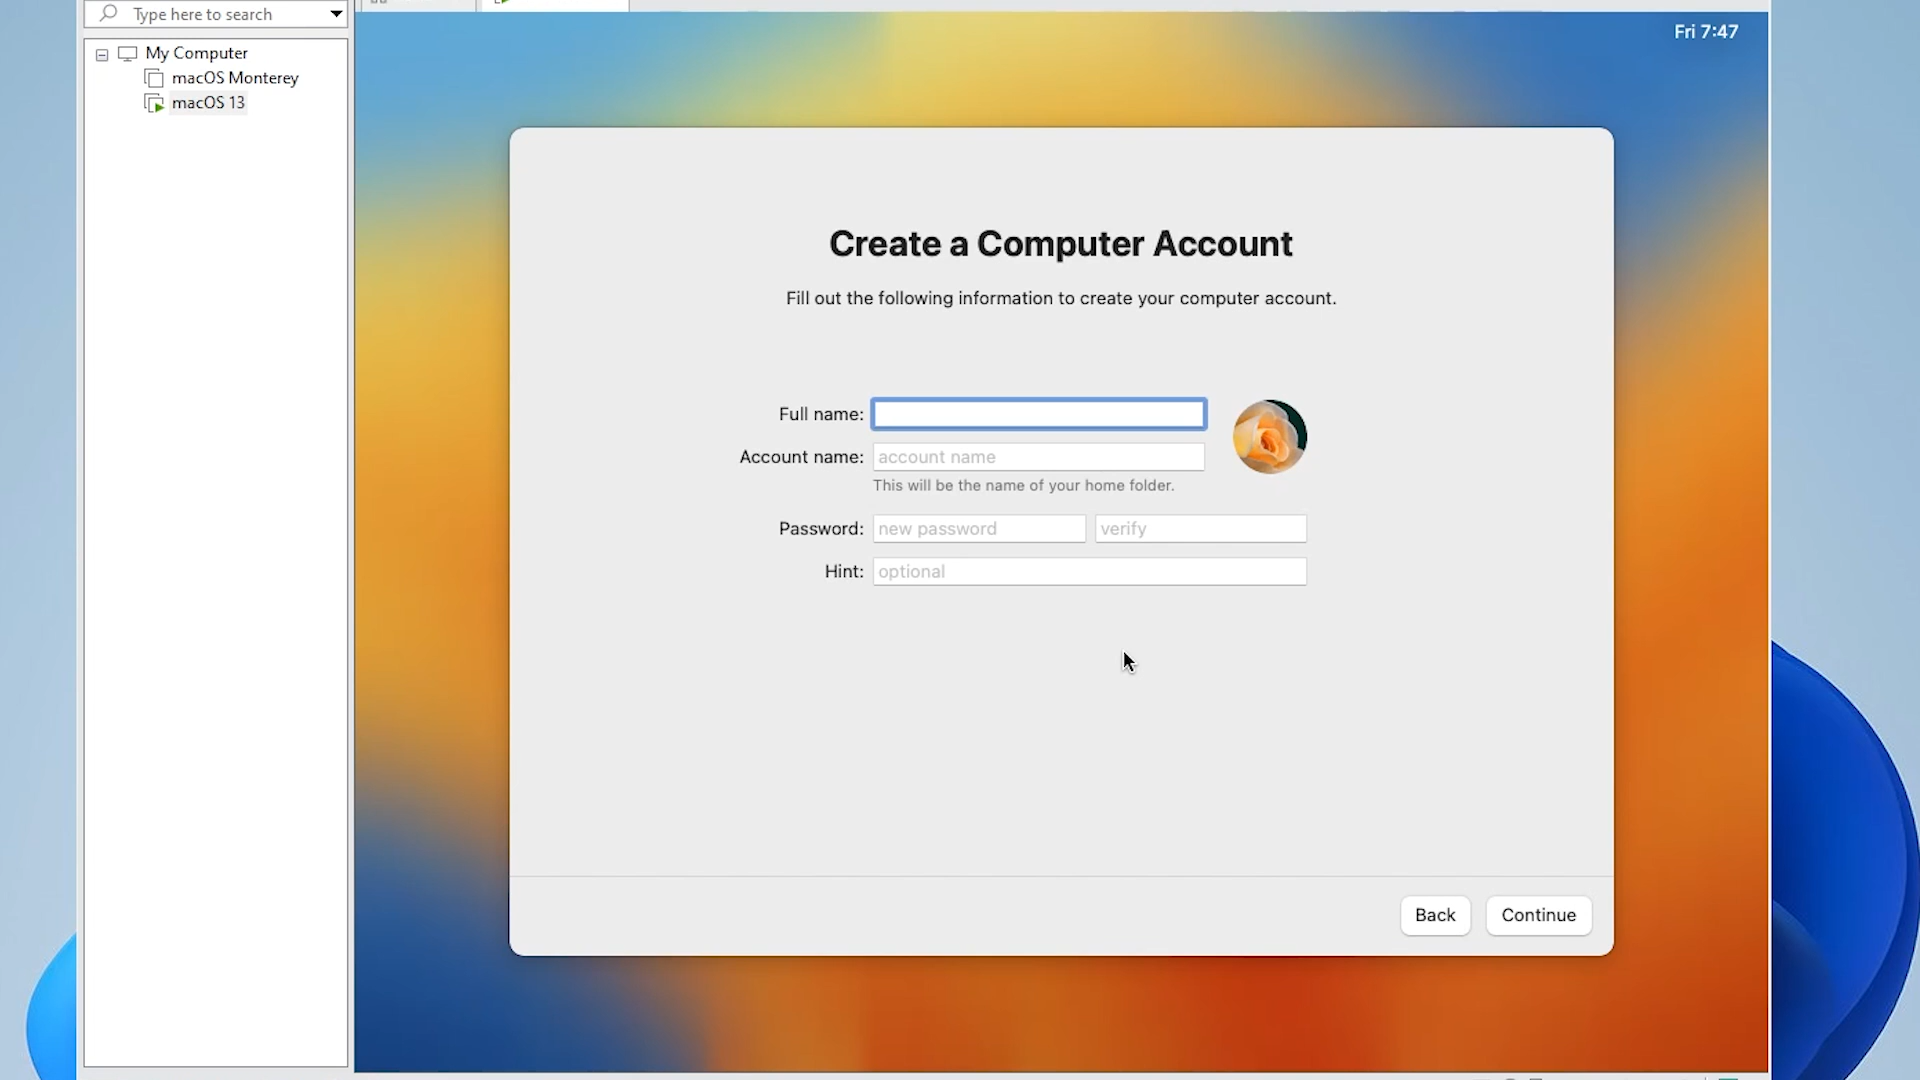 Type here to search
My Computer
macOS Monterey
macOS 13
Fri 7:47
Create a Computer Account
Fill out the following information to create your computer account.
Full name:
Account name: account name
This will be the name of your home folder.
Password: new password verify
Hint: optional
Back Continue